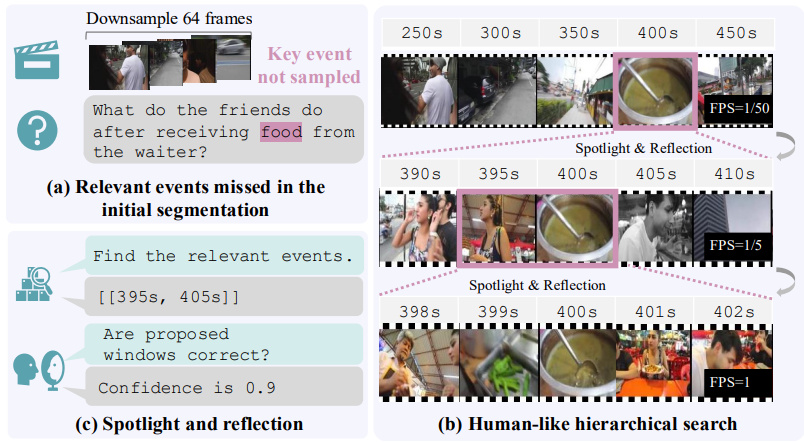 Downsample 64 frames
Key event
not sampled
What do the friends do
after receiving food from
the waiter?
(a) Relevant events missed in the
initial segmentation
Find the relevant events.
[[395s, 405s]]
Are proposed
windows correct?
Confidence is 0.9
(c) Spotlight and reflection
250s 300s 350s 400s 450s
FPS=1/50
Spotlight & Reflection
390s 395s 400s 405s 410s
FPS=1/5
Spotlight & Reflection
398s 399s 400s 401s 402s
FPS=1
(b) Human-like hierarchical search